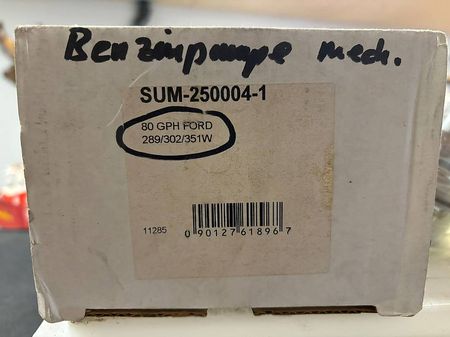 Benzinpumpe mech.
SUM-250004-1
80 GPH FORD
289/302/351W
11285
0 90127 61896 7